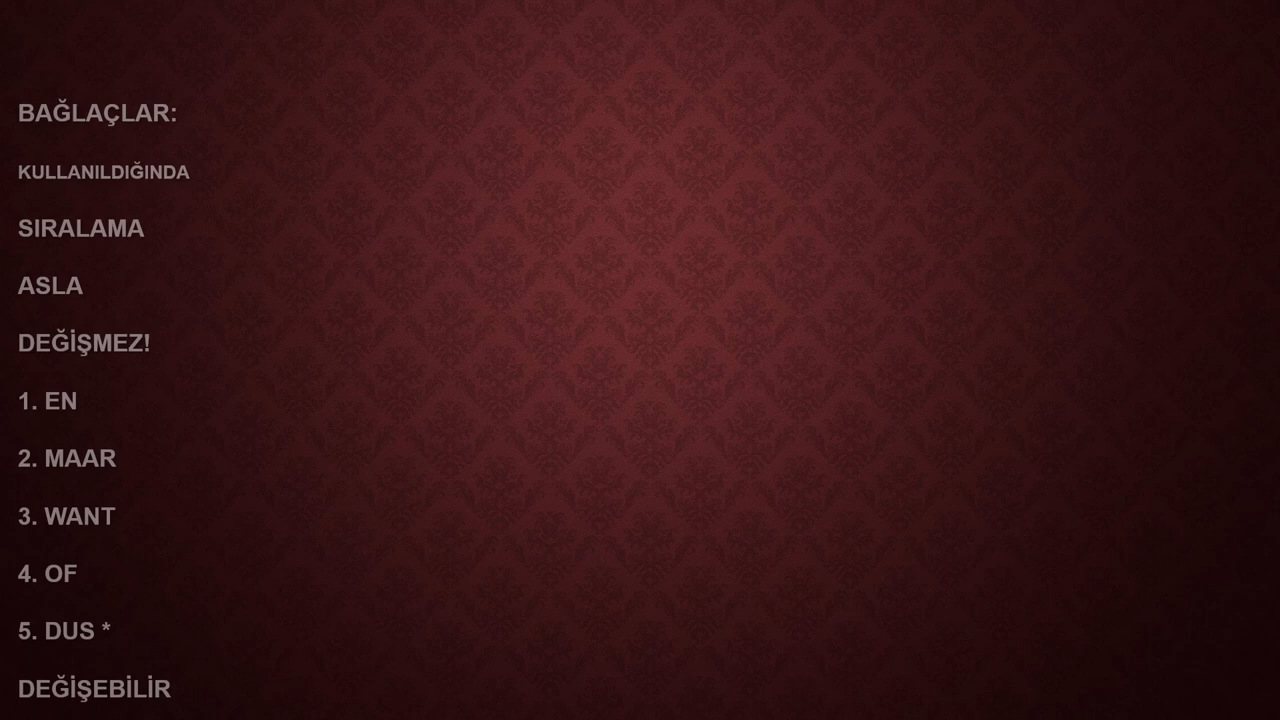 BAĞLAÇLAR:
KULLANILDIĞINDA
SIRALAMA
ASLA
DEĞİŞMEZ!
1. EN
2. MAAR
3. WANT
4. OF
5. DUS *
DEĞİŞEBİLİR